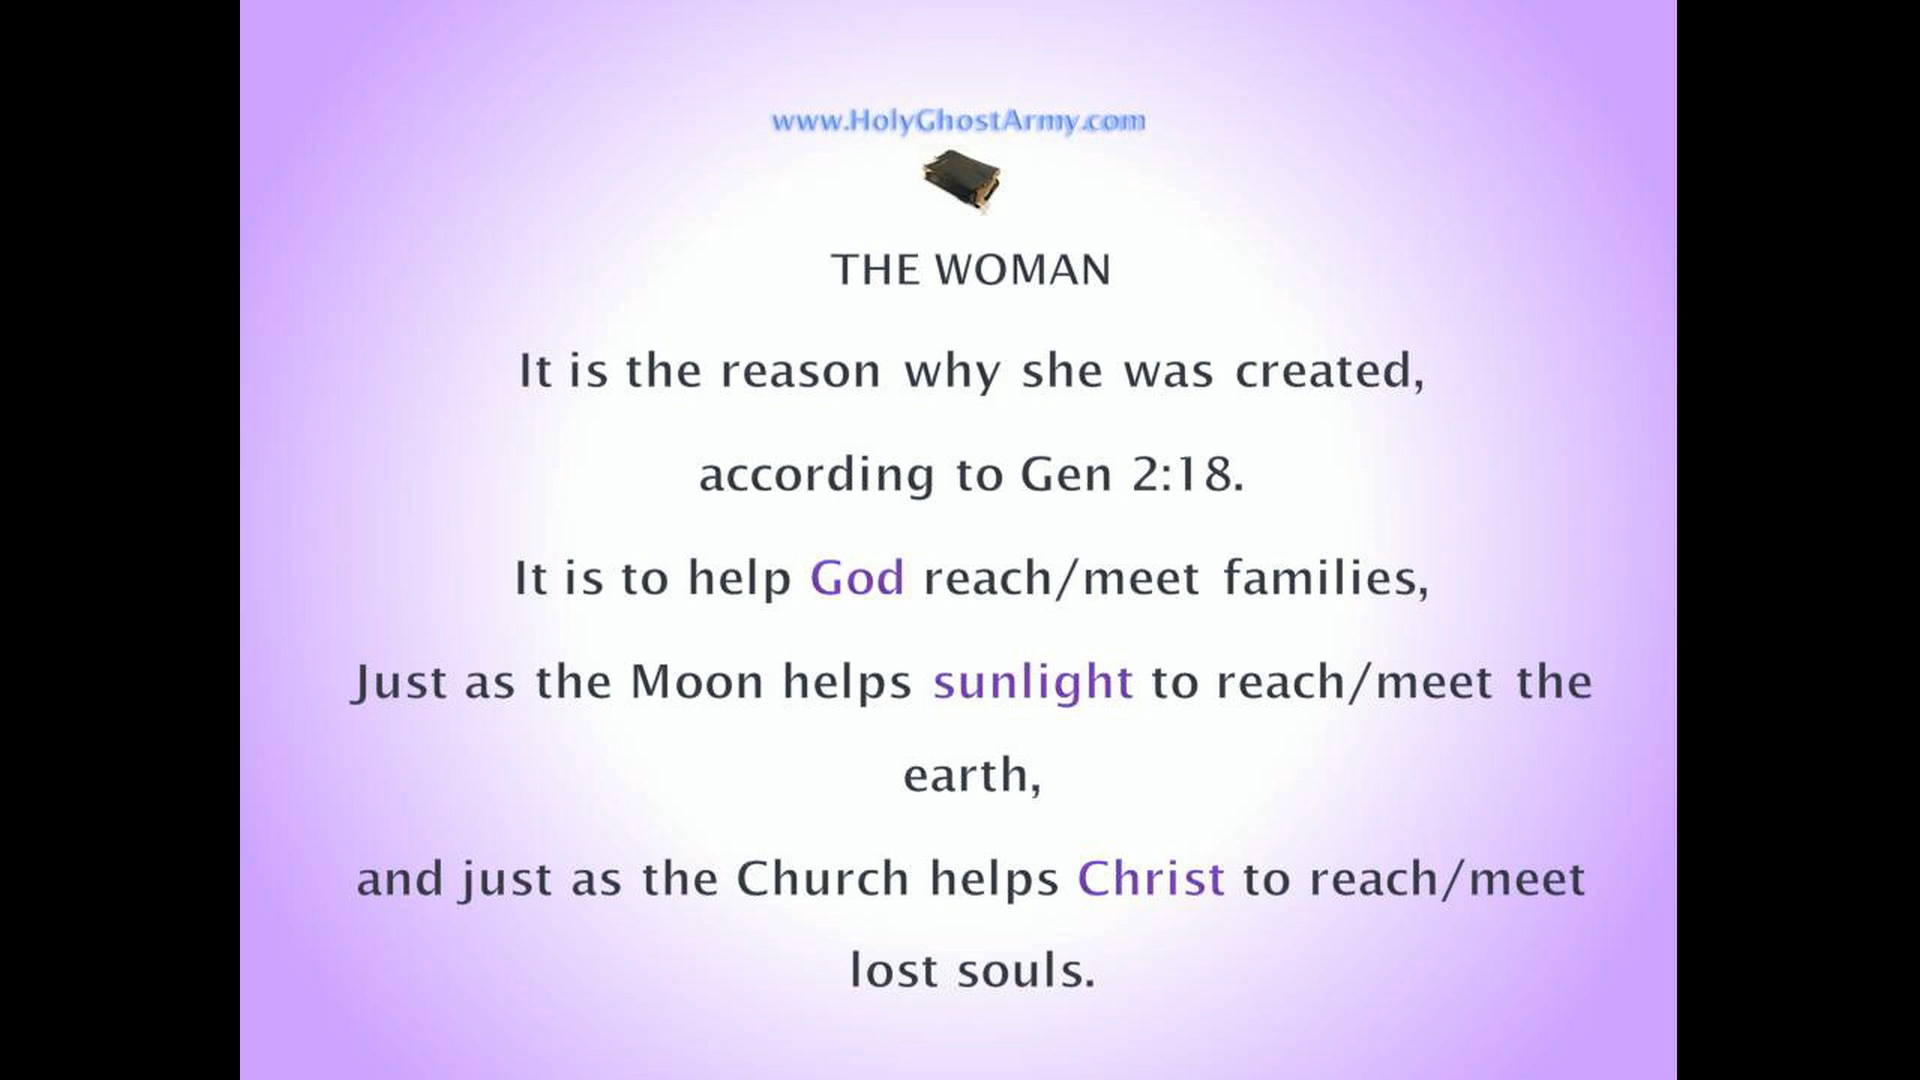 www.HolyGhostArmy.com
THE WOMAN
It is the reason why she was created,
according to Gen 2:18.
It is to help God reach/meet families,
Just as the Moon helps sunlight to reach/meet the
earth,
and just as the Church helps Christ to reach/meet
lost souls.